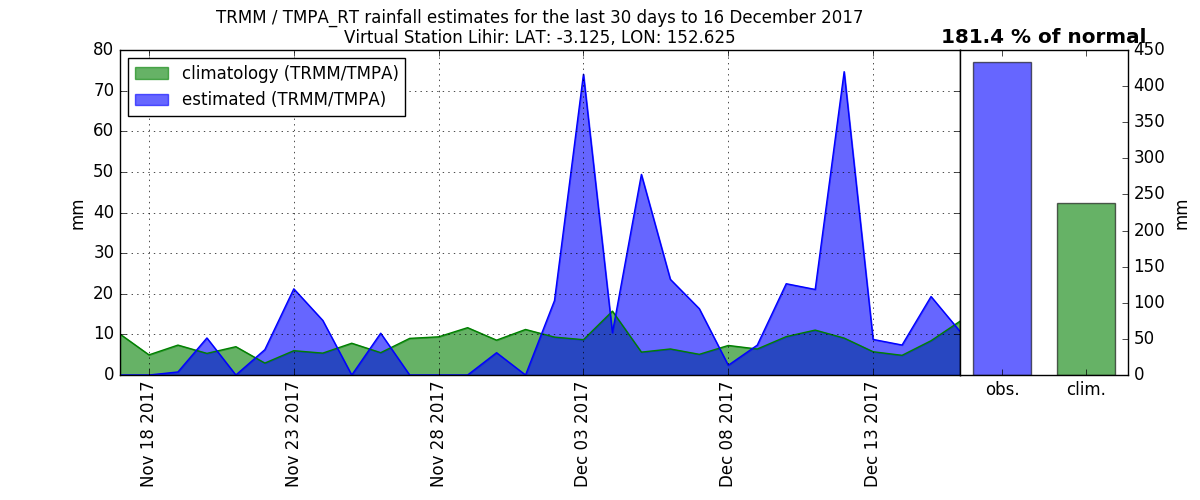 TRMM / TMPA_RT rainfall estimates for the last 30 days to 16 December 2017
Virtual Station Lihir: LAT: -3.125, LON: 152.625
181.4 % of normal
climatology (TRMM/TMPA)
estimated (TRMM/TMPA)
mm
80
70
60
50
40
30
20
10
0
Nov 18 2017
Nov 23 2017
Nov 28 2017
Dec 03 2017
Dec 08 2017
Dec 13 2017
obs.
clim.
450
400
350
300
250
200
150
100
50
0
mm